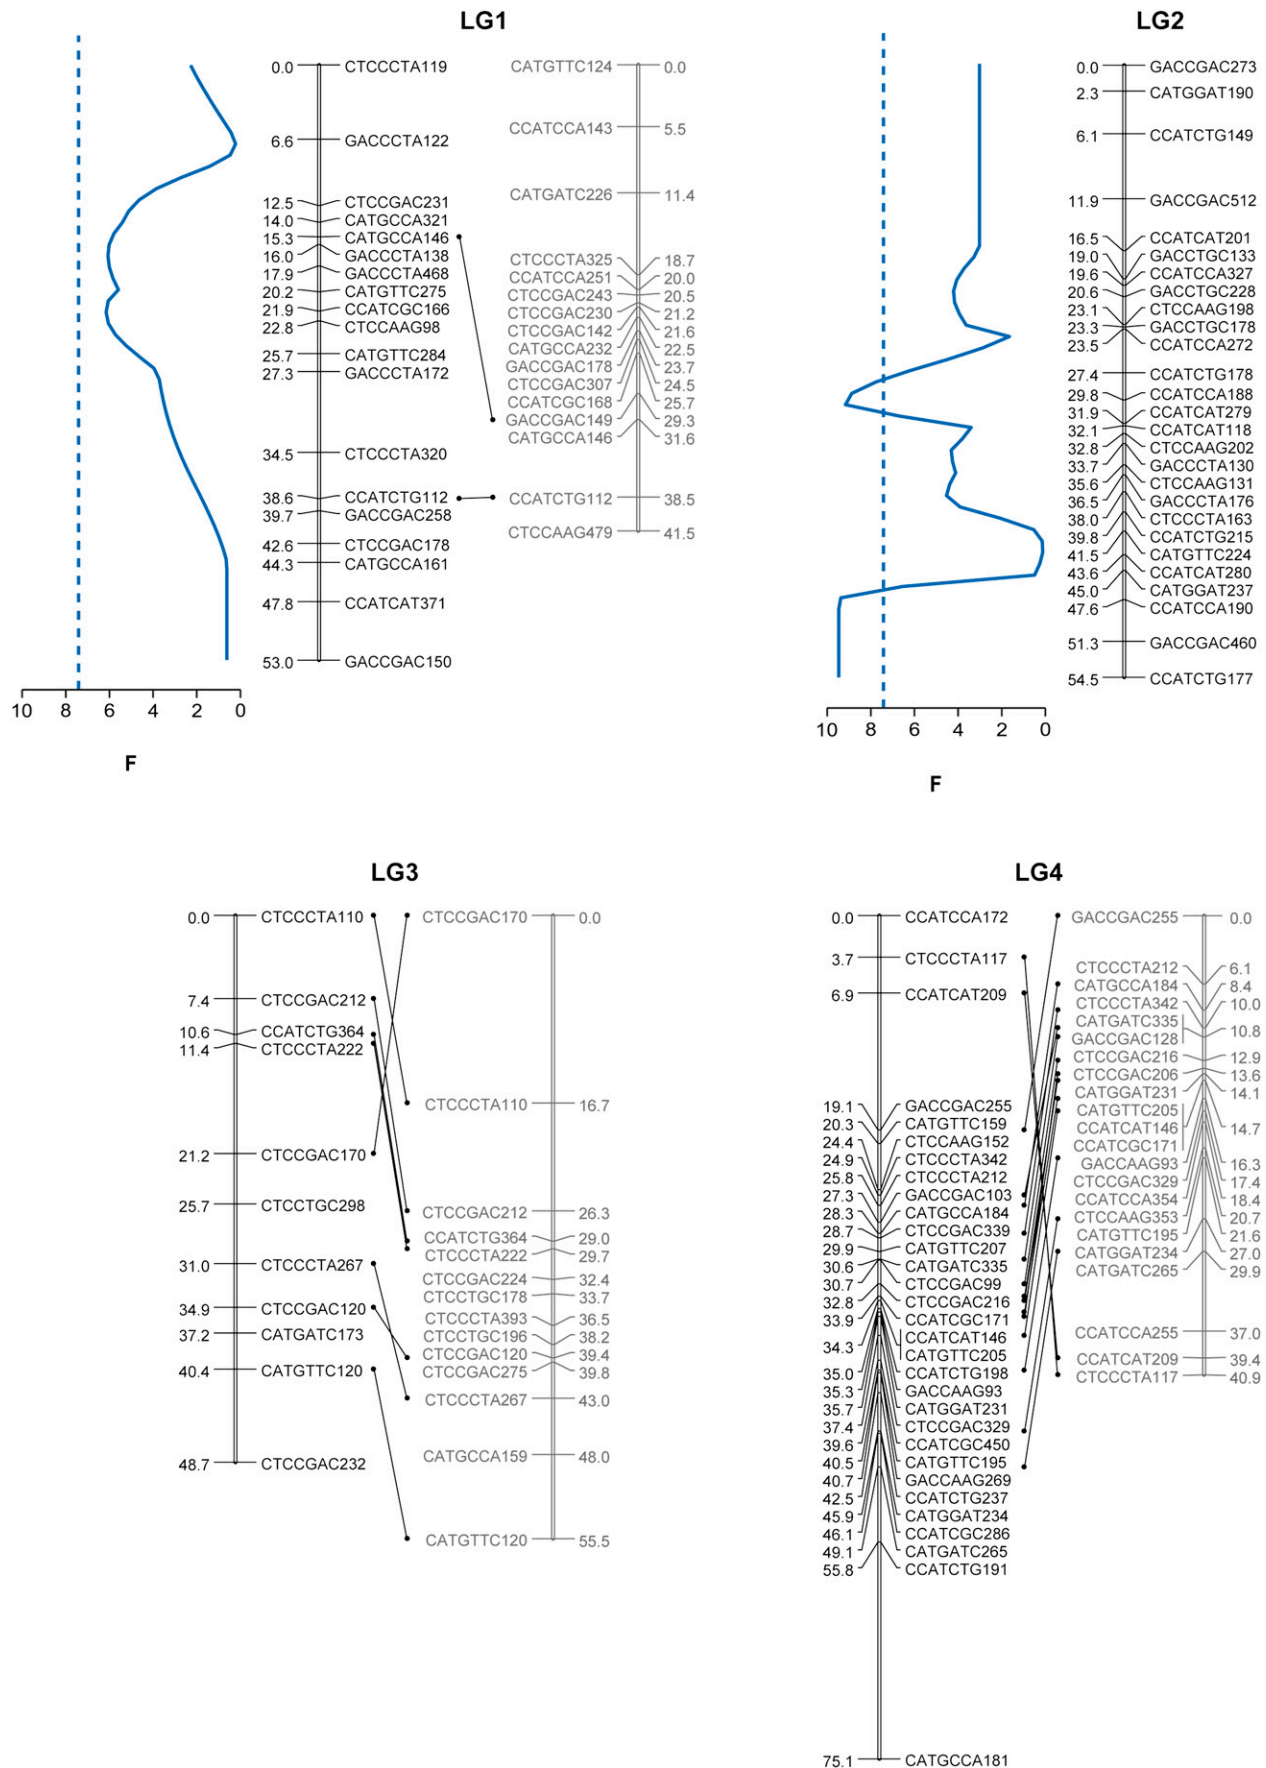 LG1
0.0 CTCCCTA119
6.6 GACCCTA122
12.5 CTCCGAC231
14.0 CATGCCA321
15.3 CATGCCA146
16.0 GACCCTA138
17.9 GACCCTA468
20.2 CATGTTC275
21.9 CCATCGC166
22.8 CTCCAAG98
25.7 CATGTTC284
27.3 GACCCTA172
34.5 CTCCCTA320
38.6 CCATCTG112
39.7 GACCGAC258
42.6 CTCCGAC178
44.3 CATGCCA161
47.8 CCATCAT371
53.0 GACCGAC150
CATGTTC124 0.0
CCATCCA143 5.5
CATGATC226 11.4
CTCCCTA325 18.7
CCATCCA251 20.0
CTCCGAC243 20.5
CTCCGAC230 21.2
CTCCGAC142 21.6
CATGCCA232 22.5
GACCGAC178 23.7
CTCCGAC307 24.5
CCATCGC168 25.7
GACCGAC149 29.3
CATGCCA146 31.6
CCATCTG112 38.5
CTCCAAG479 41.5
10 8 6 4 2 0
F
LG2
0.0 GACCGAC273
2.3 CATGGAT190
6.1 CCATCTG149
11.9 GACCGAC512
16.5 CCATCAT201
19.0 GACCTGC133
19.6 CCATCCA327
20.6 GACCTGC228
23.1 CTCCAAG198
23.3 GACCTGC178
23.5 CCATCCA272
27.4 CCATCTG178
29.8 CCATCCA188
31.9 CCATCAT279
32.1 CCATCAT118
32.8 CTCCAAG202
33.7 GACCCTA130
35.6 CTCCAAG131
36.5 GACCCTA176
38.0 CTCCCTA163
39.8 CCATCTG215
41.5 CATGTTC224
43.6 CCATCAT280
45.0 CATGGAT237
47.6 CCATCCA190
51.3 GACCGAC460
54.5 CCATCTG177
10 8 6 4 2 0
F
LG3
0.0 CTCCCTA110
7.4 CTCCGAC212
10.6 CCATCTG364
11.4 CTCCCTA222
21.2 CTCCGAC170
25.7 CTCCTGC298
31.0 CTCCCTA267
34.9 CTCCGAC120
37.2 CATGATC173
40.4 CATGTTC120
48.7 CTCCGAC232
CTCCGAC170 0.0
CTCCCTA110 16.7
CTCCGAC212 26.3
CCATCTG364 29.0
CTCCCTA222 29.7
CTCCGAC224 32.4
CTCCTGC178 33.7
CTCCCTA393 36.5
CTCCTGC196 38.2
CTCCGAC120 39.4
CTCCGAC275 39.8
CTCCCTA267 43.0
CATGCCA159 48.0
CATGTTC120 55.5
LG4
0.0 CCATCCA172
3.7 CTCCCTA117
6.9 CCATCAT209
19.1 GACCGAC255
20.3 CATGTTC159
24.4 CTCCAAG152
24.9 CTCCCTA342
25.8 CTCCCTA212
27.3 GACCGAC103
28.3 CATGCCA184
28.7 CTCCGAC339
29.9 CATGTTC207
30.6 CATGATC335
30.7 CTCCGAC99
32.8 CTCCGAC216
33.9 CCATCGC171
34.3 CCATCAT146
CATGTTC205
35.0 CCATCTG198
35.3 GACCAAG93
35.7 CATGGAT231
37.4 CTCCGAC329
39.6 CCATCGC450
40.5 CATGTTC195
40.7 GACCAAG269
42.5 CCATCTG237
45.9 CATGGAT234
46.1 CCATCGC286
49.1 CATGATC265
55.8 CCATCTG191
75.1 CATGCCA181
GACCGAC255 0.0
CTCCCTA212 6.1
CATGCCA184 8.4
CTCCCTA342 10.0
CATGATC335 10.8
GACCGAC128
CTCCGAC216 12.9
CTCCGAC206 13.6
CATGGAT231 14.1
CATGTTC205
CCATCAT146 14.7
CCATCGC171
GACCAAG93 16.3
CTCCGAC329 17.4
CCATCCA354 18.4
CTCCAAG353 20.7
CATGTTC195 21.6
CATGGAT234 27.0
CATGATC265 29.9
CCATCCA255 37.0
CCATCAT209 39.4
CTCCCTA117 40.9